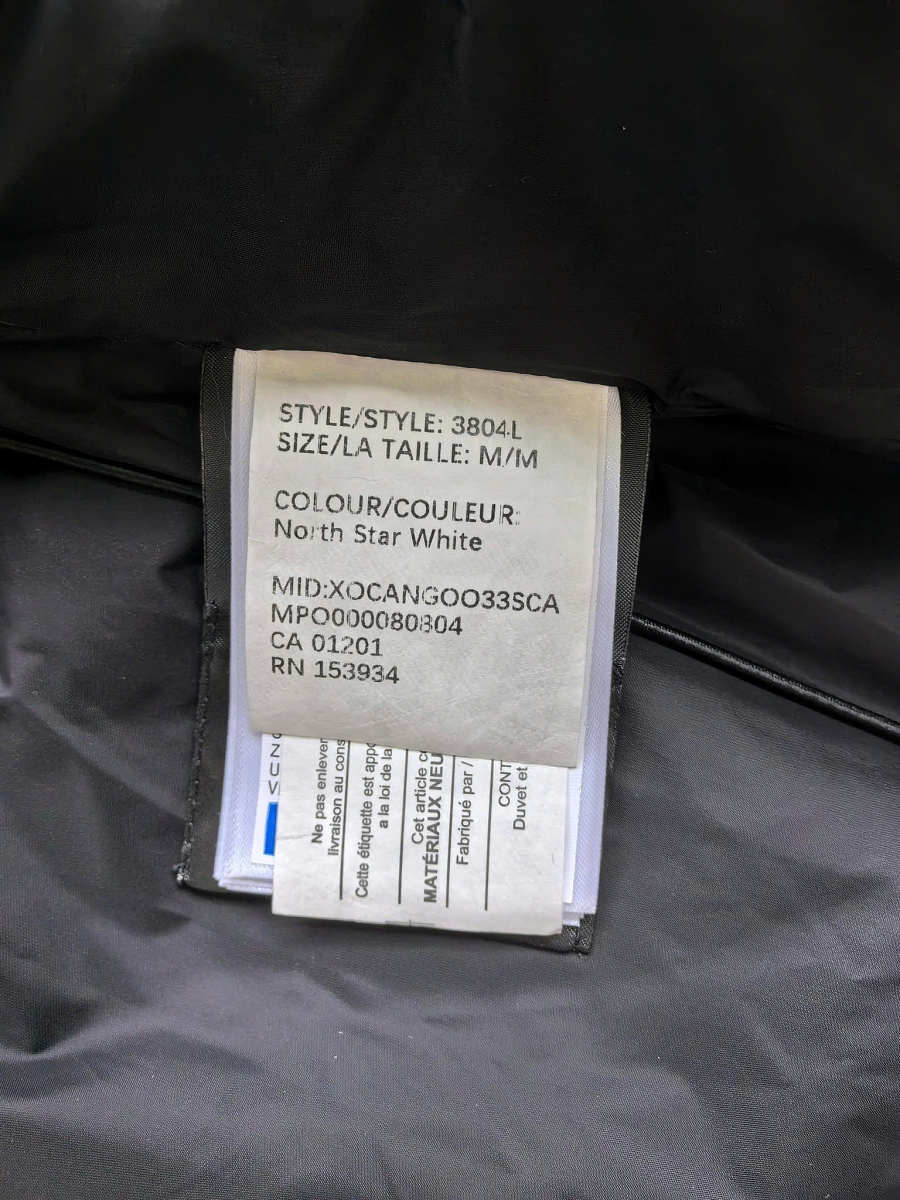 STYLE/STYLE: 3804L
SIZE/LA TAILLE: M/M
COLOUR/COULEUR:
North Star White
MID:XOCANGOO33SCA
MPO000080804
CA 01201
RN 153934
Ne pas enlever
livraison au cons
Cette étiquette est appo
a la loi de la
Cet article c
MATÉRIAUX NEU
Fabriqué par /
CONT
Duvet et